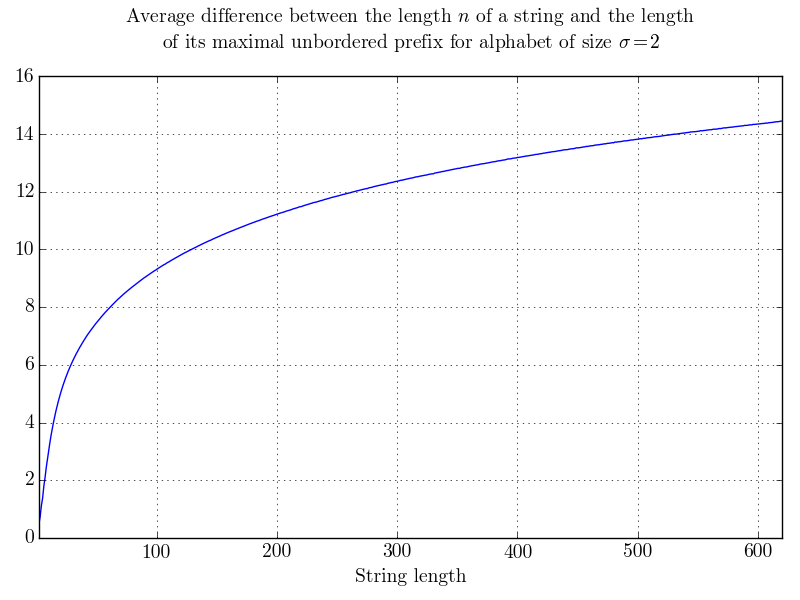 Average difference between the length n of a string and the length
of its maximal unbordered prefix for alphabet of size σ=2
16
14
12
10
8
6
4
2
0
100 200 300 400 500 600
String length